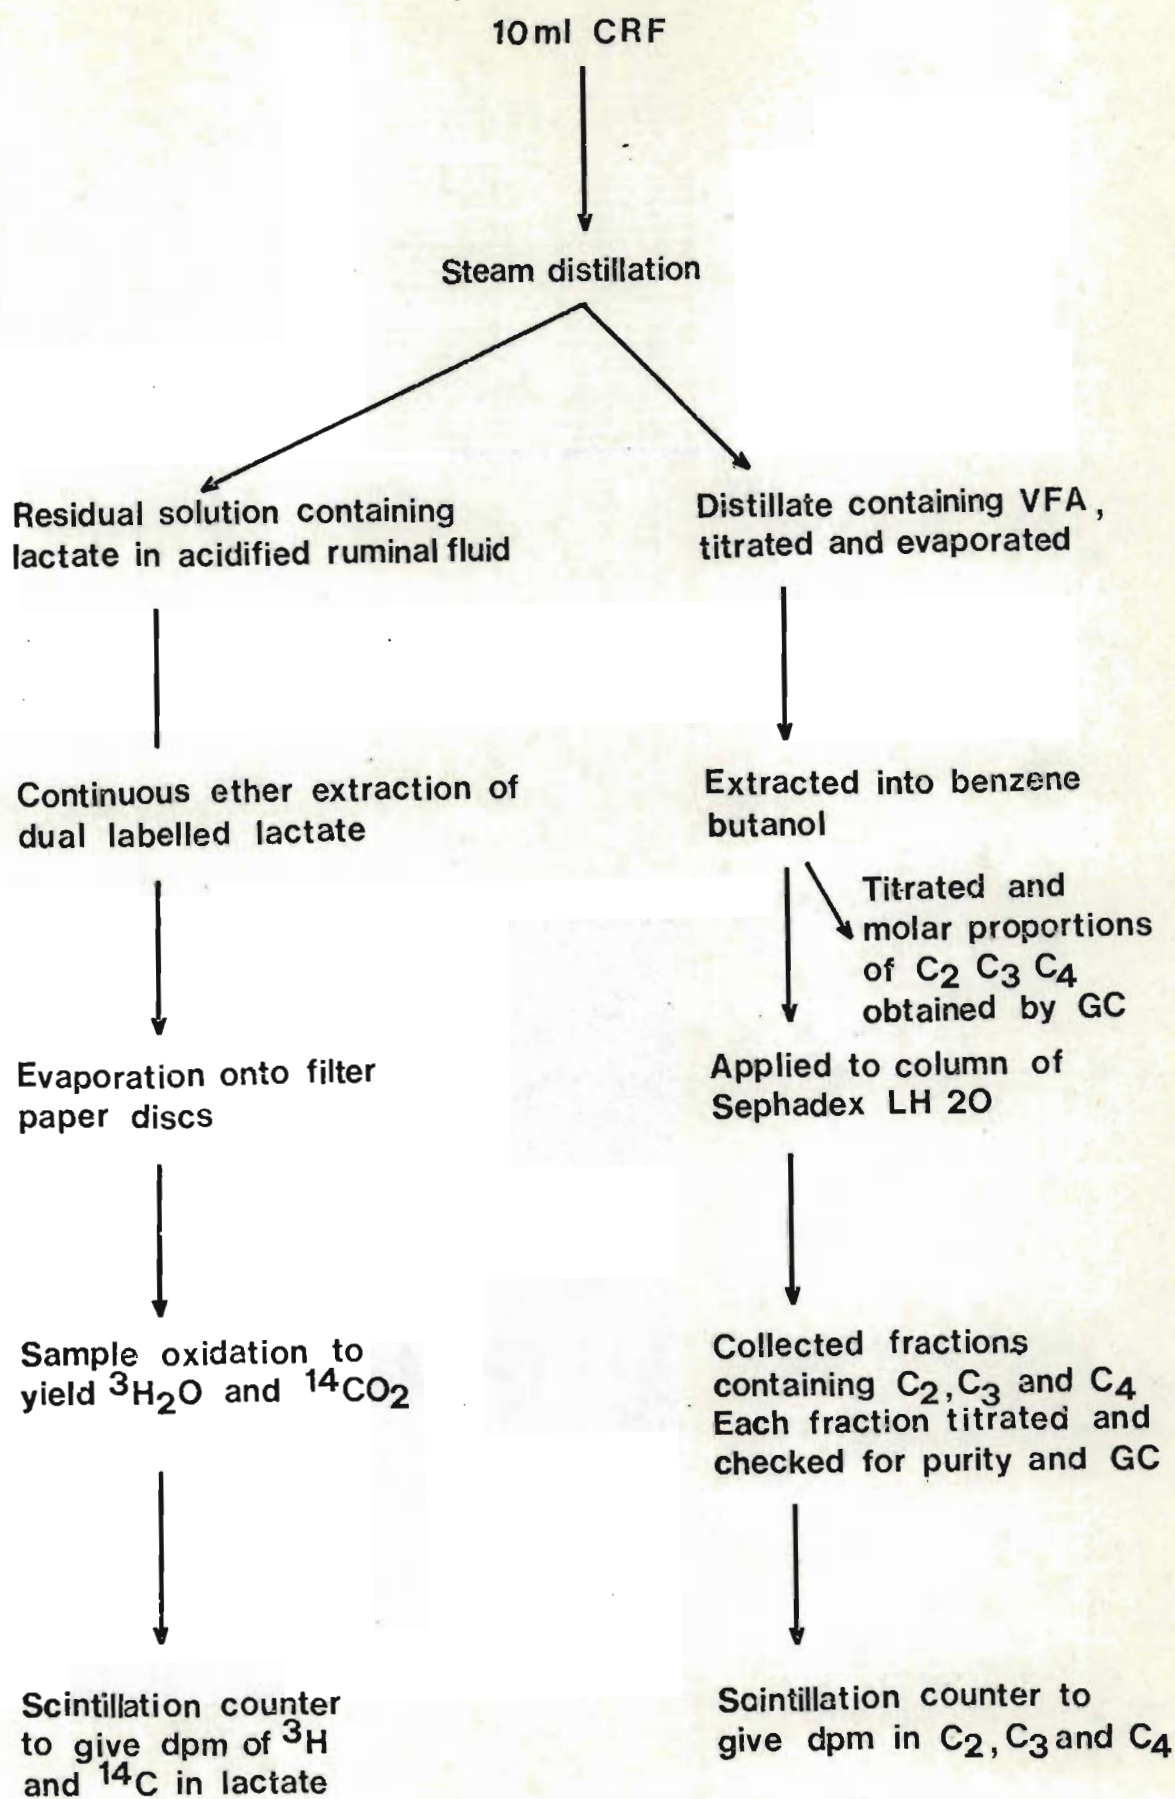 10ml CRF
Steam distillation
Residual solution containing
lactate in acidified ruminal fluid
Continuous ether extraction of
dual labelled lactate
Evaporation onto filter
paper discs
Sample oxidation to
yield ³H₂O and ¹⁴CO₂
Scintillation counter
to give dpm of ³H
and ¹⁴C in lactate
Distillate containing VFA,
titrated and evaporated
Extracted into benzene
butanol
Titrated and
molar proportions
of C₂ C₃ C₄
obtained by GC
Applied to column of
Sephadex LH 20
Collected fractions
containing C₂, C₃ and C₄
Each fraction titrated and
checked for purity and GC
Scintillation counter to
give dpm in C₂, C₃ and C₄